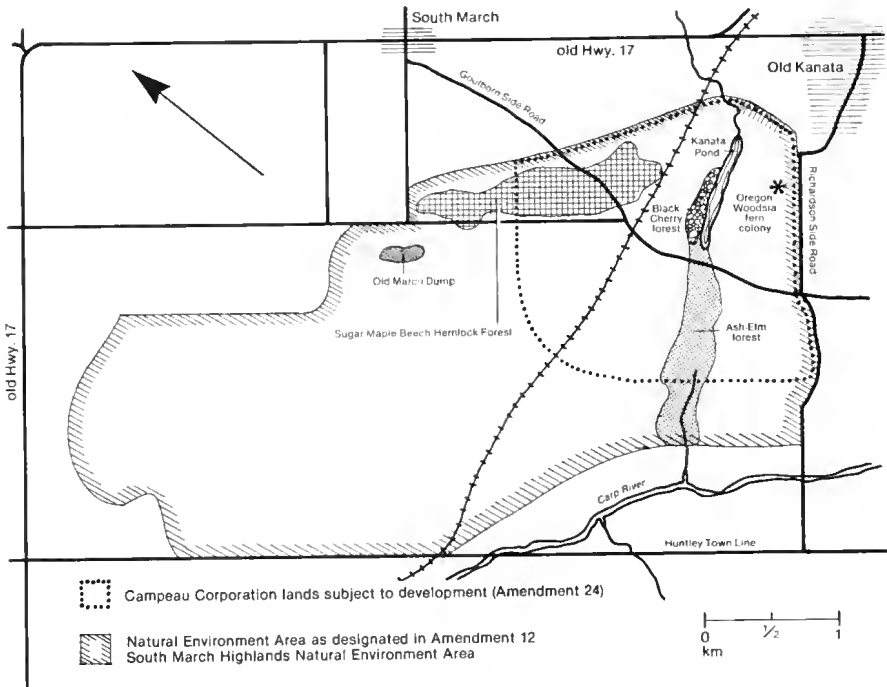 South March
old Hwy. 17
Old Kanata
Goulborn Side Road
Kanata
Pond
Richardson Side Road
Black
Cherry
forest
Oregon
Woodsia
fern
colony
Old March Dump
Sugar Maple Beech Hemlock Forest
Ash-Elm
forest
old Hwy. 17
Carp River
Huntley Town Line
Campeau Corporation lands subject to development (Amendment 24)
Natural Environment Area as designated in Amendment 12
South March Highlands Natural Environment Area
0 1/2 1
km